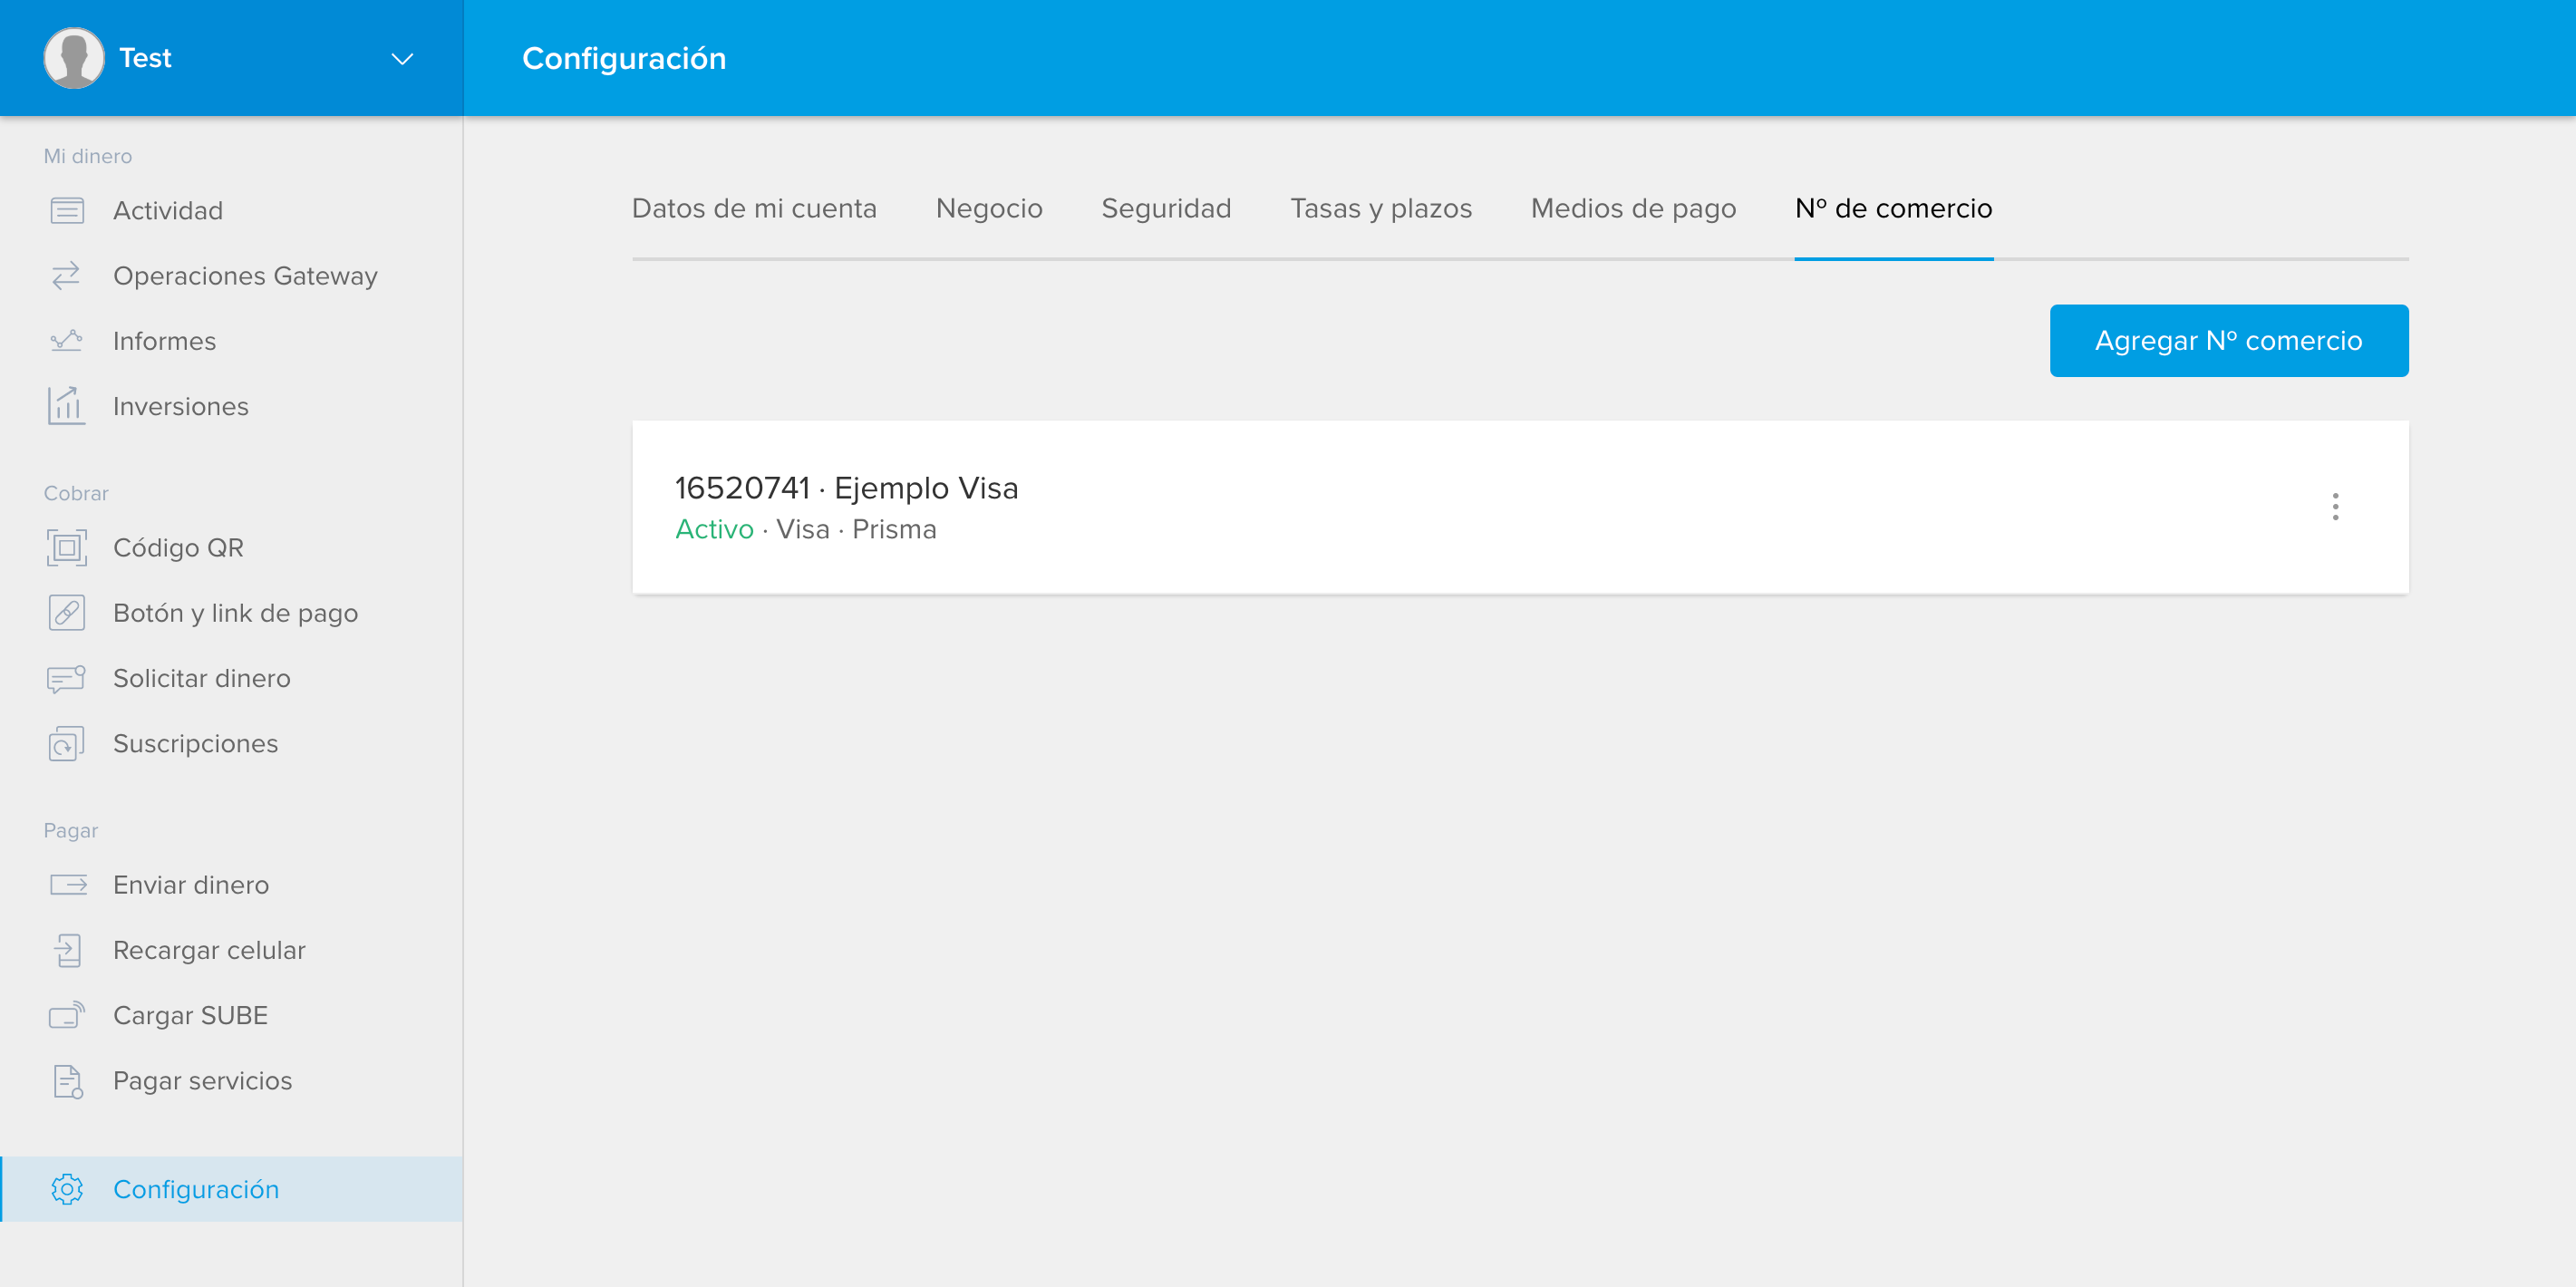 Test
Configuración
Mi dinero
Actividad
Operaciones Gateway
Informes
Inversiones
Cobrar
Código QR
Botón y link de pago
Solicitar dinero
Suscripciones
Pagar
Enviar dinero
Recargar celular
Cargar SUBE
Pagar servicios
Configuración
Datos de mi cuenta Negocio Seguridad Tasas y plazos Medios de pago Nº de comercio
Agregar Nº comercio
16520741 · Ejemplo Visa
Activo · Visa · Prisma